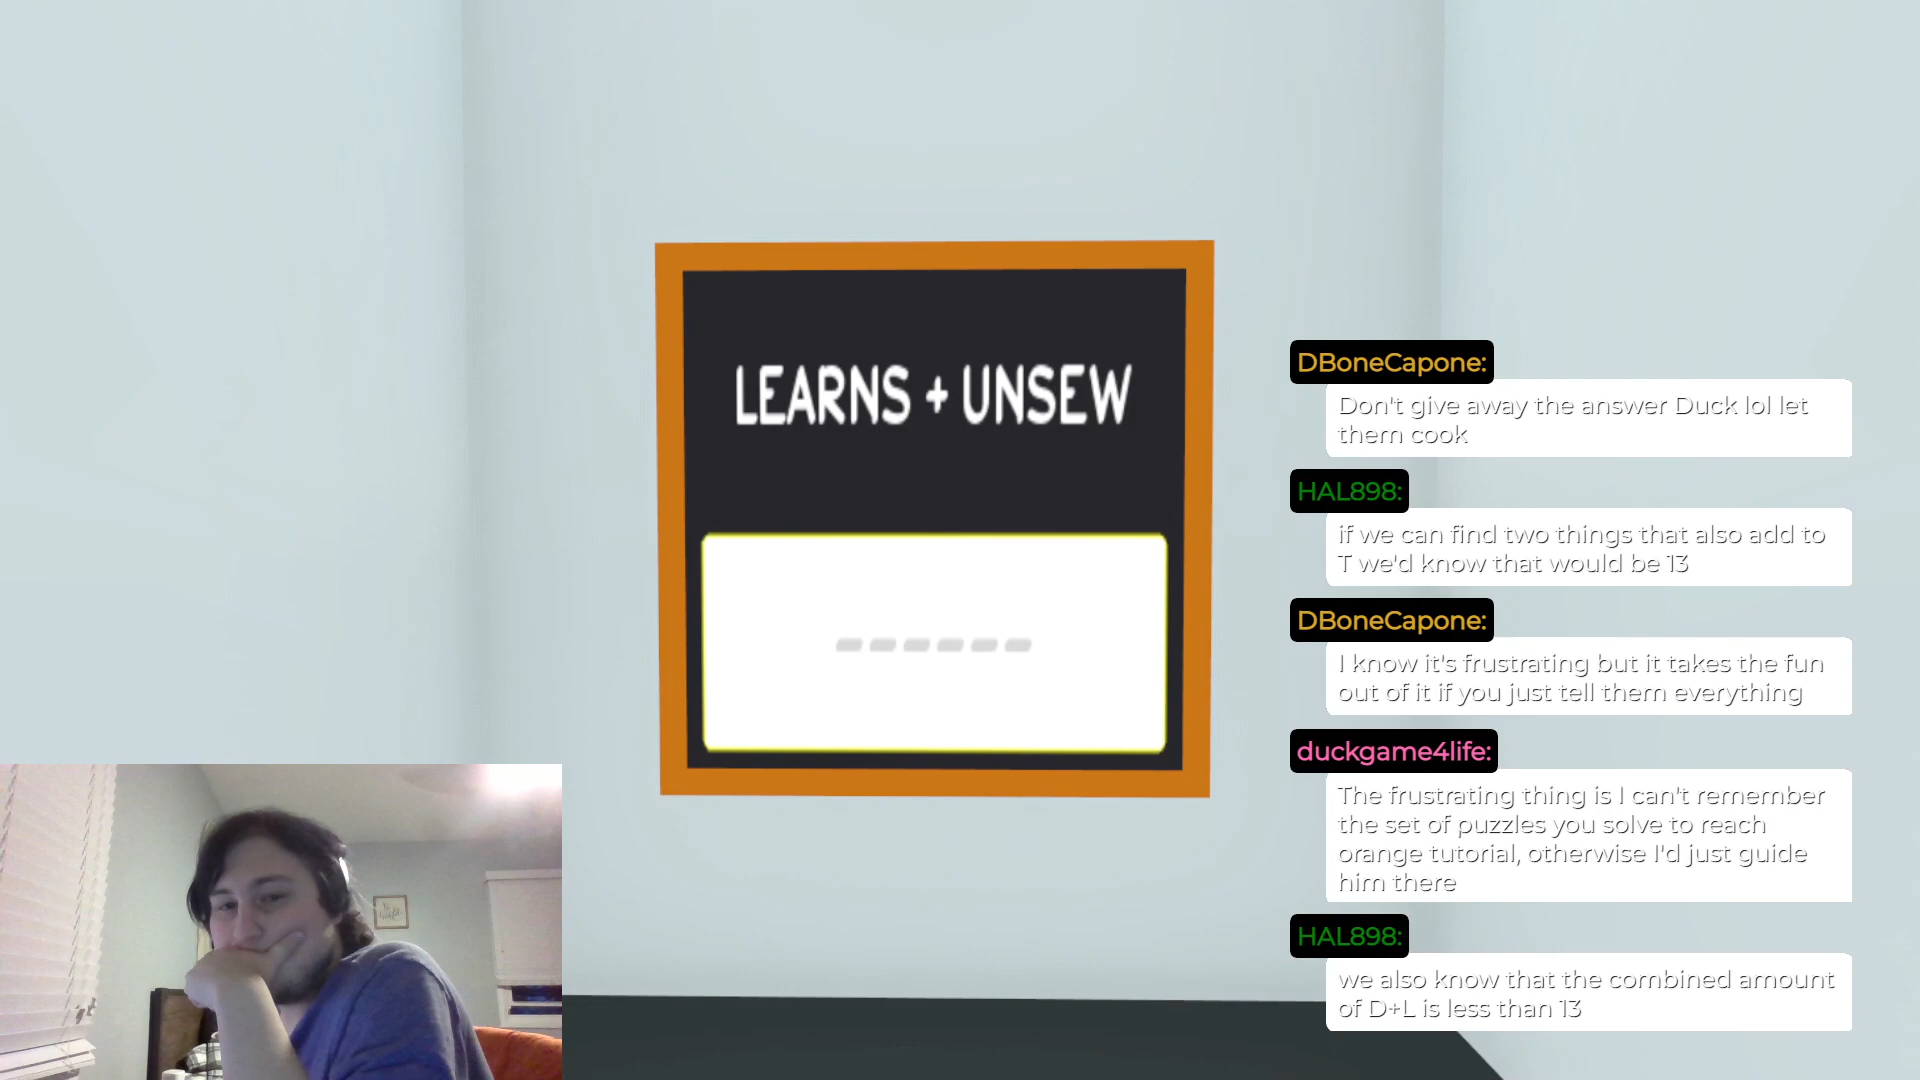 LEARNS + UNSEW
DBoneCapone:
Don't give away the answer Duck lol let
them cook
HAL898:
if we can find two things that also add to
T we'd know that would be 13
DBoneCapone:
I know it's frustrating but it takes the fun
out of it if you just tell them everything
duckgame4life:
The frustrating thing is I can't remember
the set of puzzles you solve to reach
orange tutorial, otherwise I'd just guide
him there
HAL898:
we also know that the combined amount
of D+L is less than 13